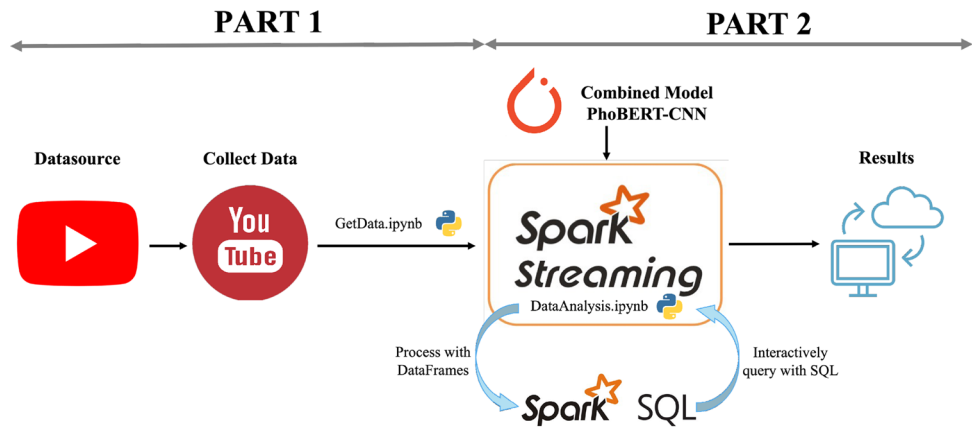 PART 1
PART 2
Combined Model
PhoBERT-CNN
Datasource
Collect Data
Results
You
Tube
GetData.ipynb
Spark
Streaming
DataAnalysis.ipynb
Process with
DataFrames
Interactively
query with SQL
Spark SQL